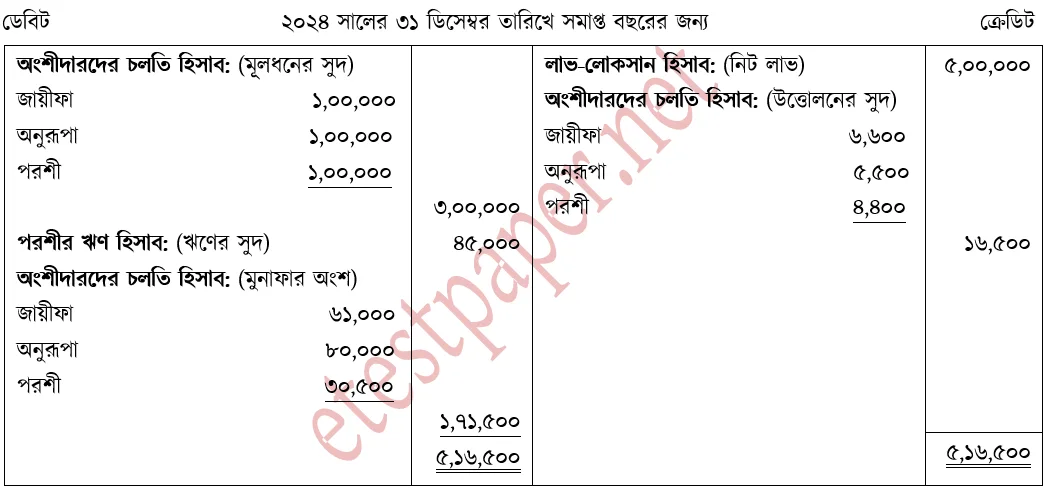 ডেবিট ২০২৪ সালের ৩১ ডিসেম্বর তারিখে সমাপ্ত বছরের জন্য ক্রেডিট
অংশীদারদের চলতি হিসাব: (মূলধনের সুদ)
জায়ীফা ১,০০,০০০
অনুরূপা ১,০০,০০০
পরশী ১,০০,০০০
৩,০০,০০০
পরশীর ঋণ হিসাব: (ঋণের সুদ) ৪৫,০০০
অংশীদারদের চলতি হিসাব: (মুনাফার অংশ)
জায়ীফা ৬১,০০০
অনুরূপা ৮০,০০০
পরশী ৩০,৫০০
১,৭১,৫০০
৫,১৬,৫০০
লাভ-লোকসান হিসাব: (নিট লাভ) ৫,০০,০০০
অংশীদারদের চলতি হিসাব: (উত্তোলনের সুদ)
জায়ীফা ৬,৬০০
অনুরূপা ৫,৫০০
পরশী ৪,৪০০
১৬,৫০০
৫,১৬,৫০০
etestpaper.net